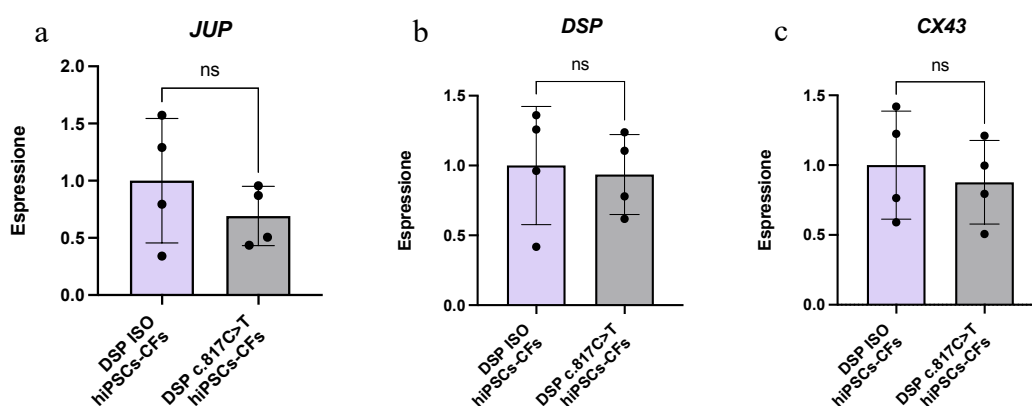 a
JUP
ns
2.0
1.5
1.0
0.5
0.0
Espressione
DSP ISO
hiPSCs-CFs
DSP c.817C>T
hiPSCs-CFs
b
DSP
ns
1.5
1.0
0.5
0.0
Espressione
DSP ISO
hiPSCs-CFs
DSP c.817C>T
hiPSCs-CFs
c
CX43
ns
1.5
1.0
0.5
0.0
Espressione
DSP ISO
hiPSCs-CFs
DSP c.817C>T
hiPSCs-CFs